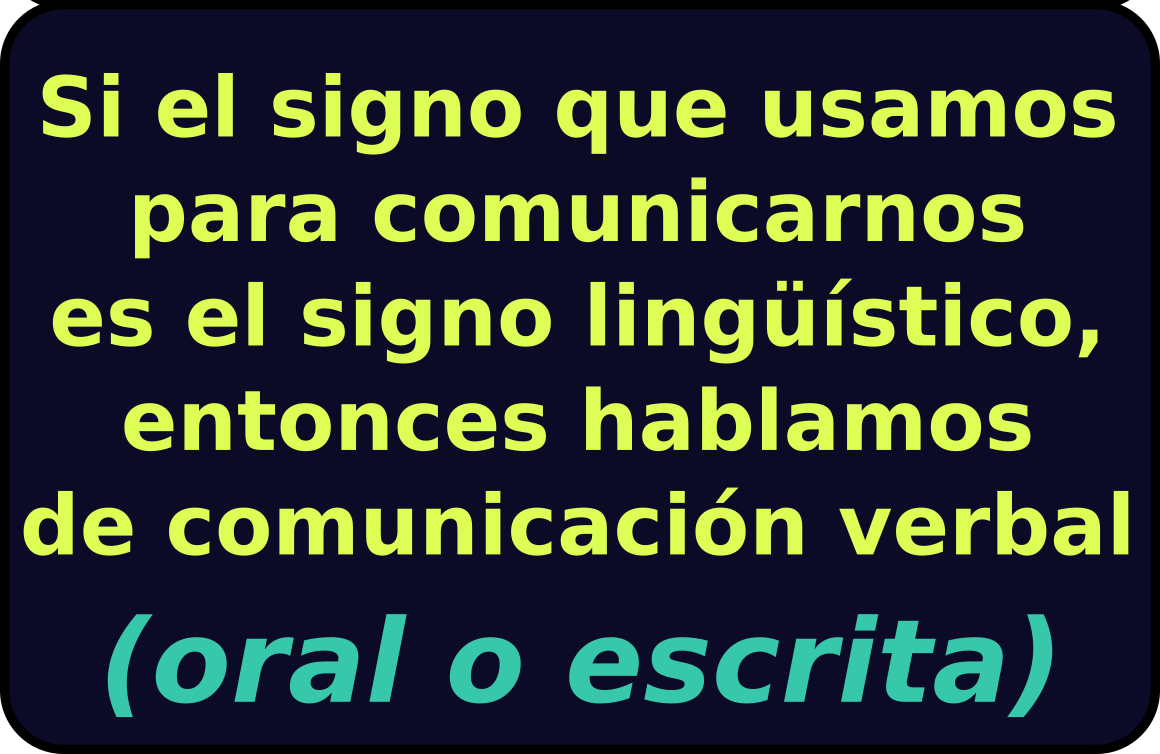 Si el signo que usamos
para comunicarnos
es el signo lingüístico,
entonces hablamos
de comunicación verbal
(oral o escrita)